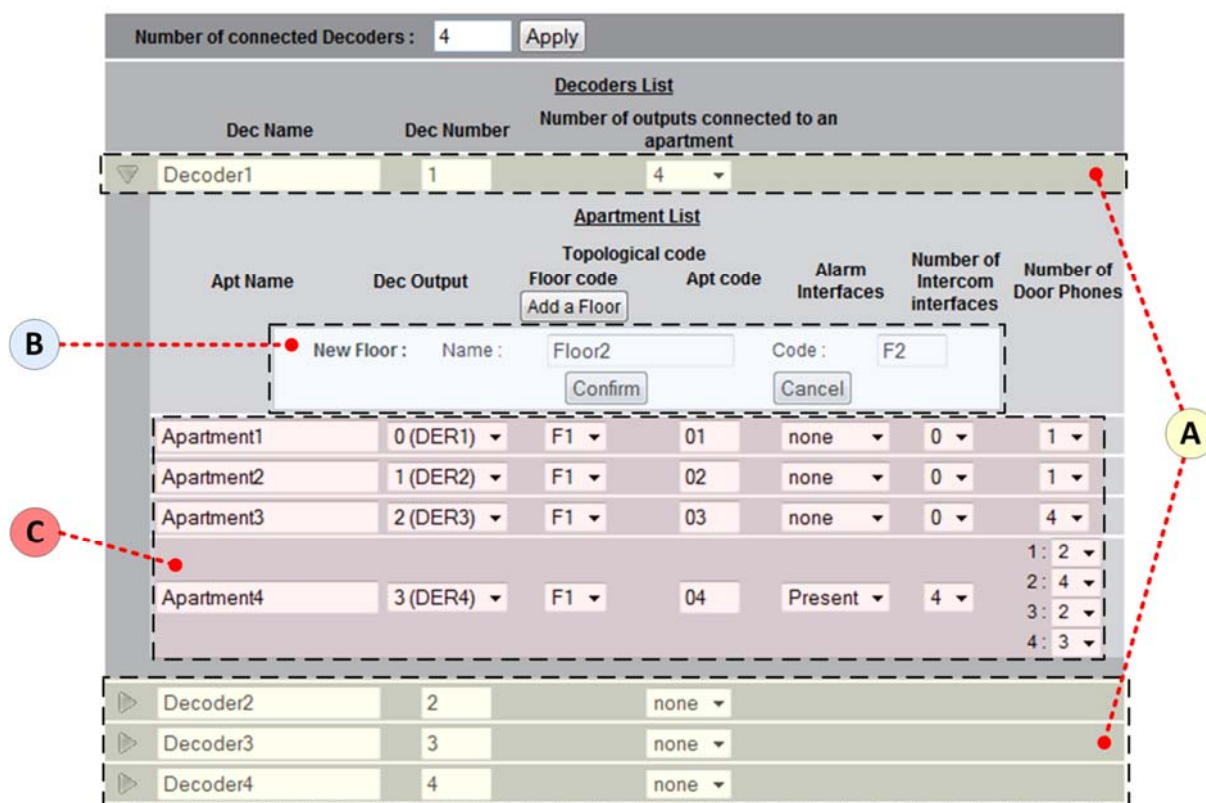 Number of connected Decoders : 4 Apply
Decoders List
Dec Name Dec Number Number of outputs connected to an apartment
Decoder1 1 4
Apartment List
Topological code
Apt Name Dec Output Floor code Apt code Alarm Interfaces Number of Intercom interfaces Number of Door Phones
Add a Floor
B
New Floor : Name : Floor2 Code : F2
Confirm Cancel
Apartment1 0 (DER1) F1 01 none 0 1
A
Apartment2 1 (DER2) F1 02 none 0 1
Apartment3 2 (DER3) F1 03 none 0 4
C
1 : 2
2 : 4
Apartment4 3 (DER4) F1 04 Present 4
3 : 2
4 : 3
Decoder2 2 none
Decoder3 3 none
Decoder4 4 none